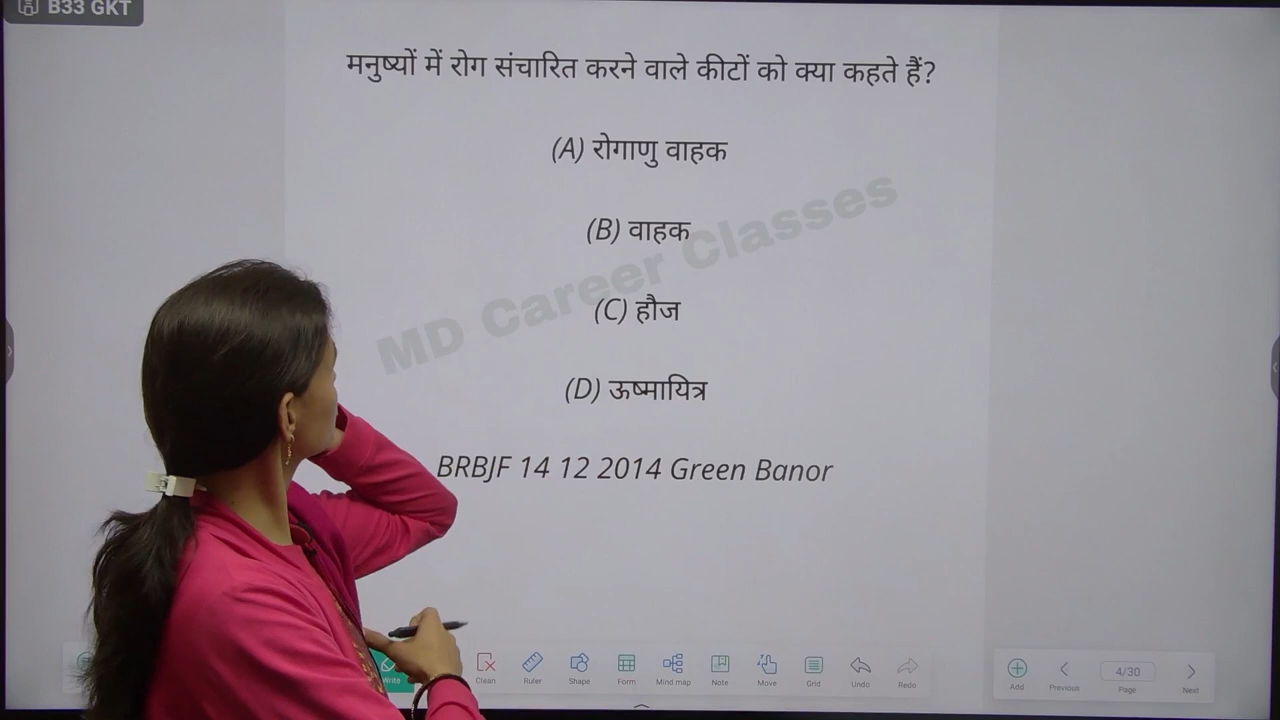 B33 GKT
मनुष्यों में रोग संचारित करने वाले कीटों को क्या कहते हैं?
(A) रोगाणु वाहक
(B) वाहक
(C) हौज
(D) ऊष्मायित्र
BRBJF 14 12 2014 Green Banor
MD Career Classes
Write
Clean
Ruler
Shape
Form
Mind map
Note
Move
Grid
Undo
Redo
Add
Previous
4/30
Page
Next